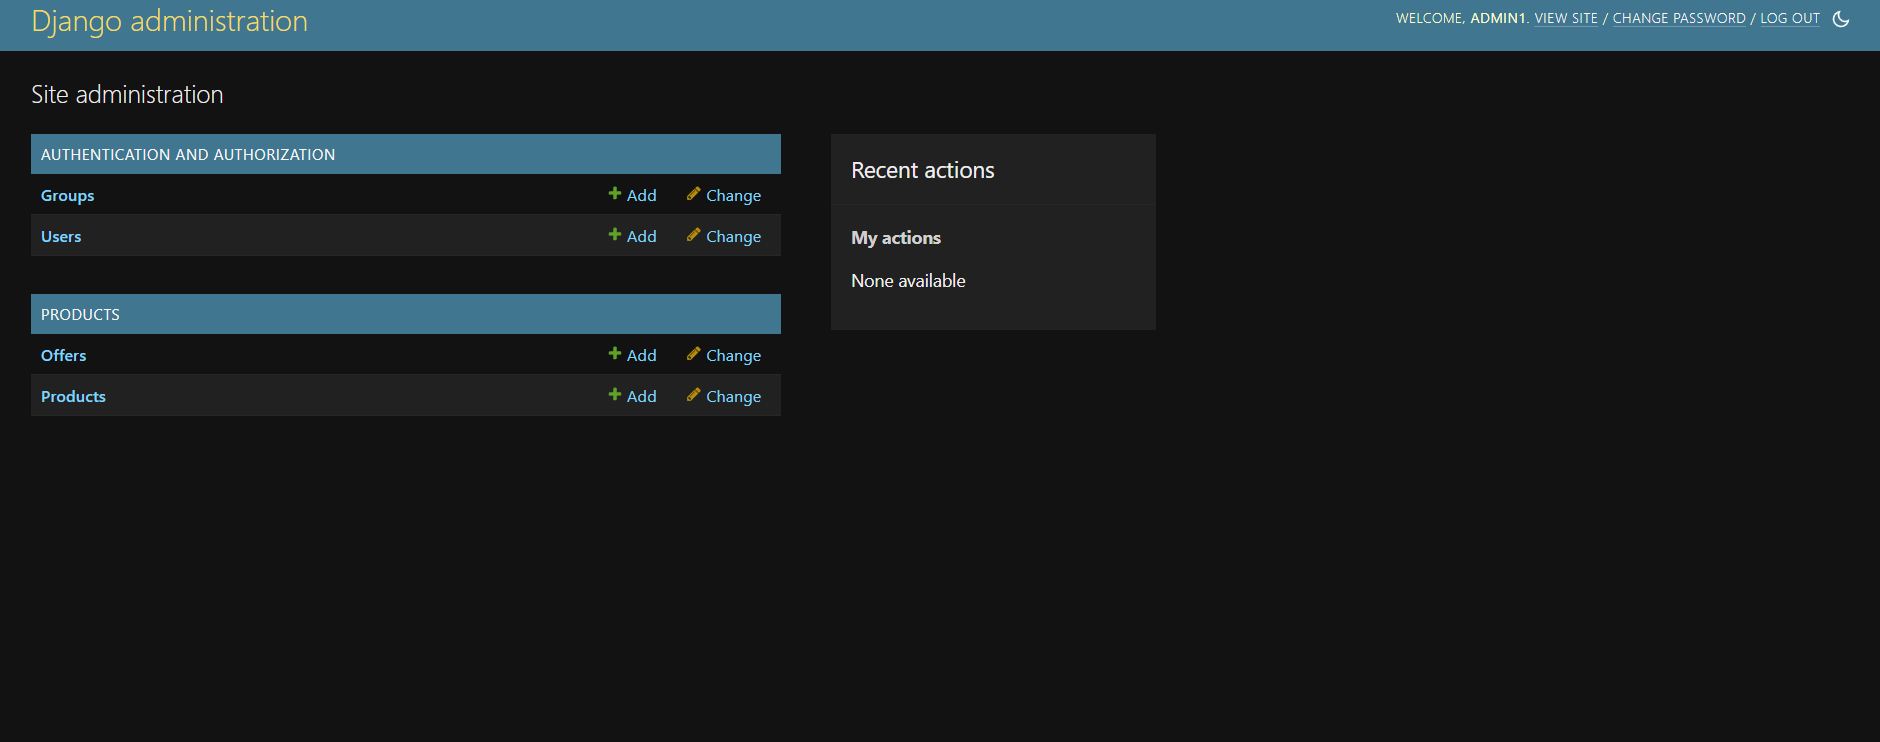 Django administration
WELCOME, ADMIN1. VIEW SITE / CHANGE PASSWORD / LOG OUT
Site administration
AUTHENTICATION AND AUTHORIZATION
Groups Add Change
Users Add Change
PRODUCTS
Offers Add Change
Products Add Change
Recent actions
My actions
None available